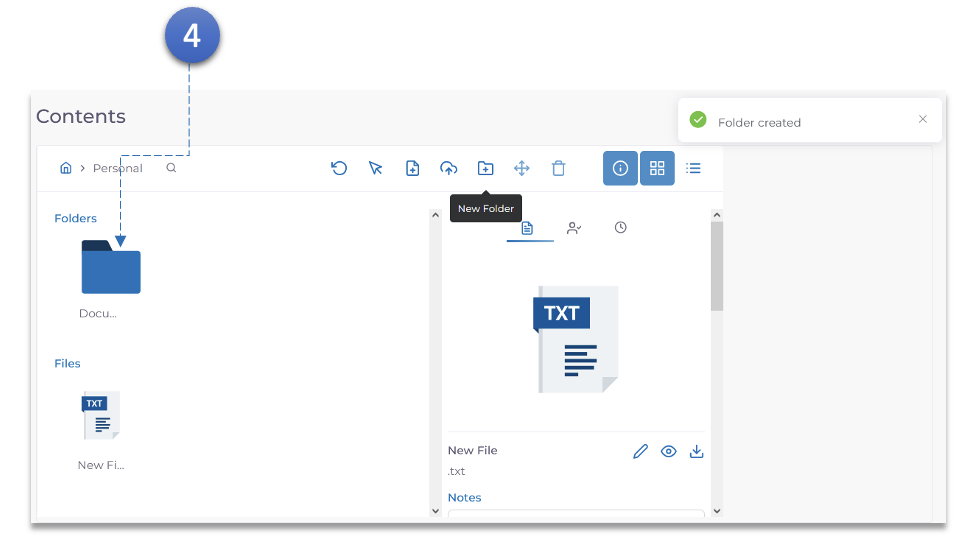 4
Contents
Folder created
Personal
New Folder
Folders
Docu...
Files
TXT
New Fi...
TXT
New File
.txt
Notes